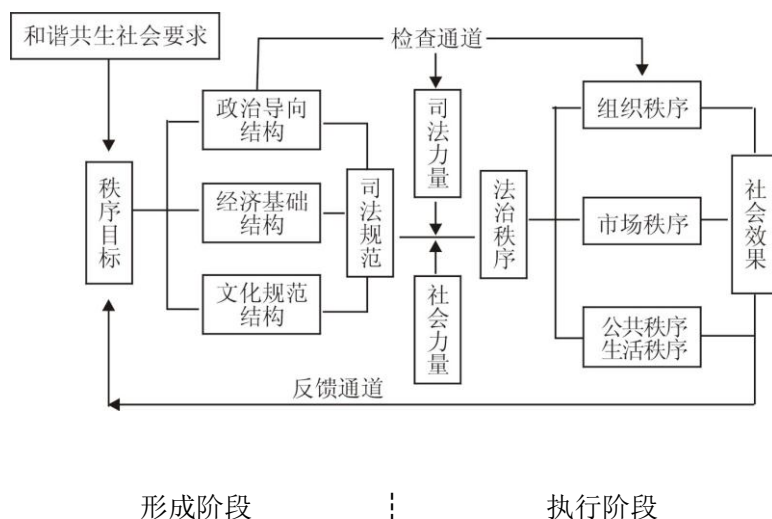 和谐共生社会要求
检查通道
政治导向
结构
司法力量
组织秩序
秩序目标
经济基础
结构
司法规范
法治秩序
市场秩序
社会效果
文化规范
结构
社会力量
公共秩序
生活秩序
反馈通道
形成阶段
执行阶段